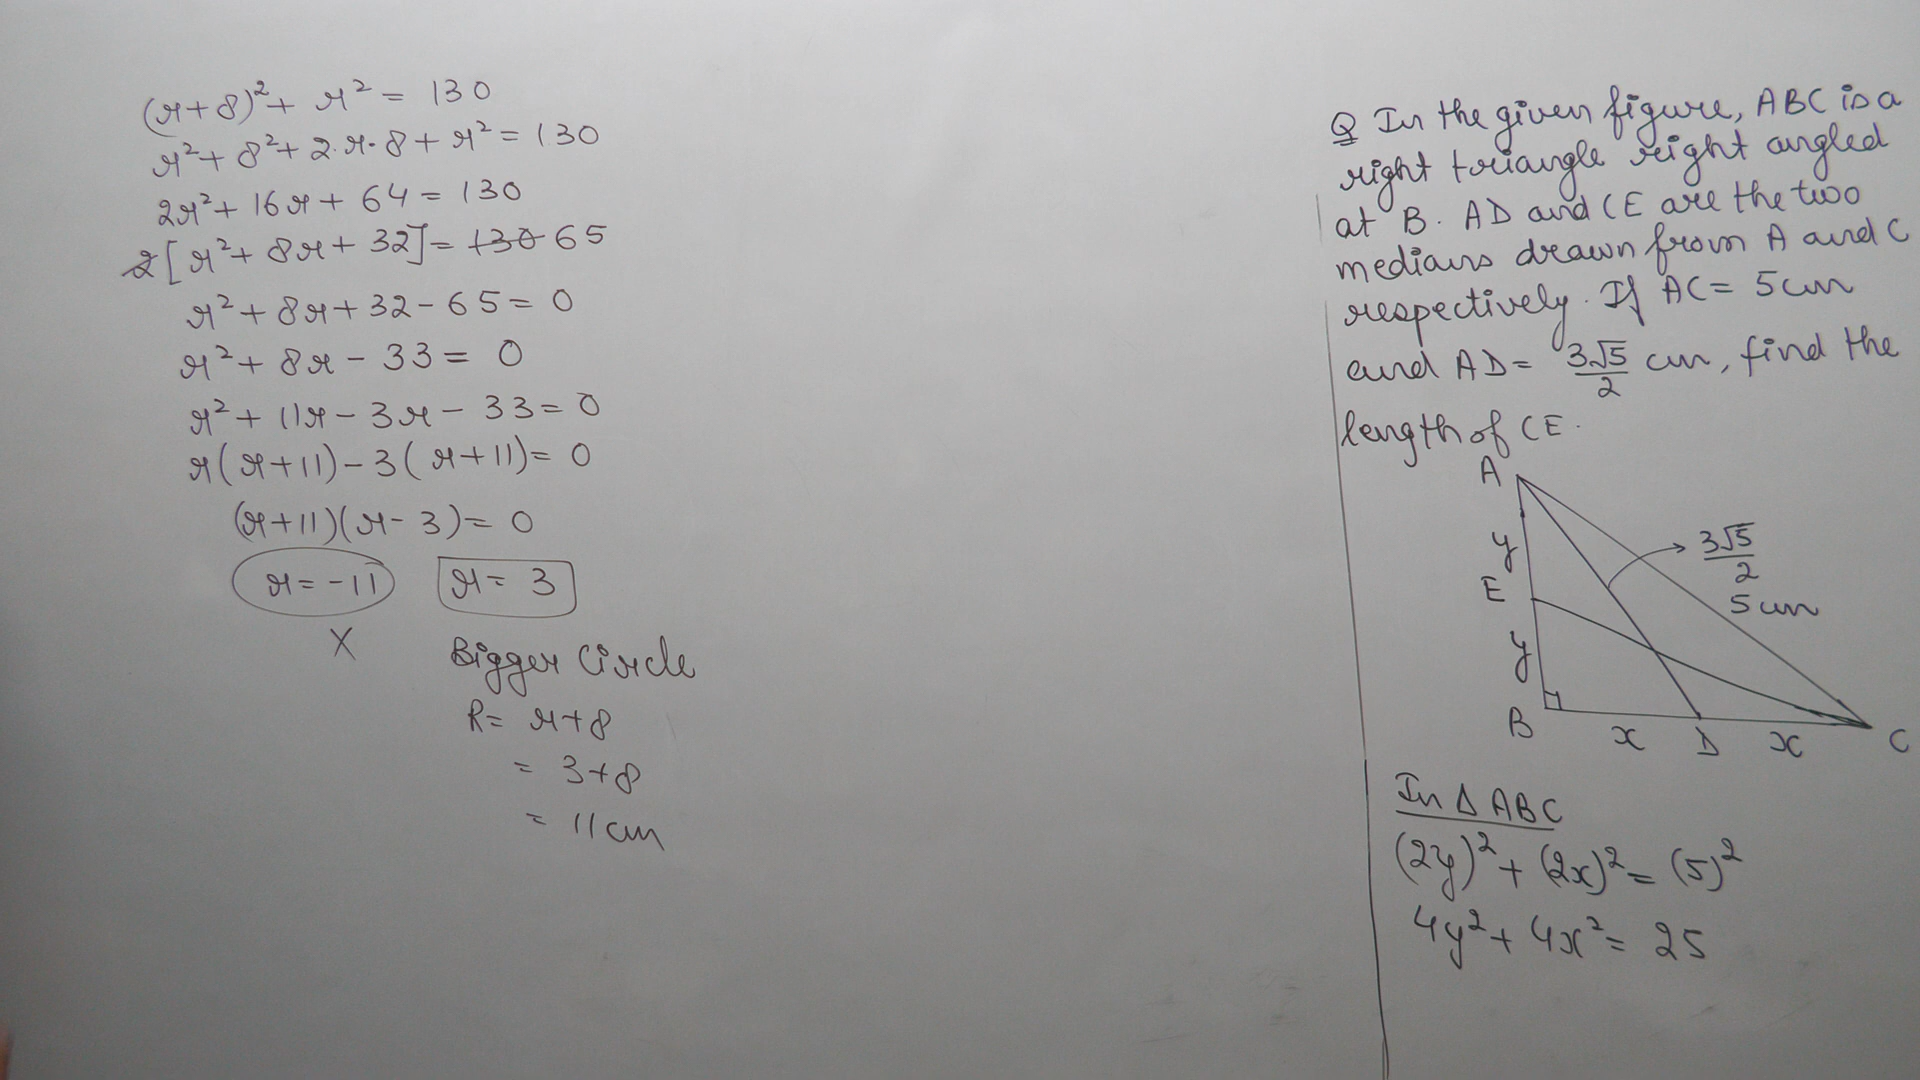 (r+8)² + r² = 130
r² + 8² + 2·r·8 + r² = 130
2r² + 16r + 64 = 130
2[r² + 8r + 32] = 130 65
r² + 8r + 32 - 65 = 0
r² + 8r - 33 = 0
r² + 11r - 3r - 33 = 0
r(r+11) - 3(r+11) = 0
(r+11)(r-3) = 0
r = -11 r = 3
X
Bigger Circle
R = r+8
= 3+8
= 11cm
Q In the given figure, ABC is a
right triangle right angled
at B. AD and CE are the two
medians drawn from A and C
respectively. If AC = 5cm
and AD = 3√5/2 cm, find the
length of CE.
A
y
3√5/2
E
5cm
y
B x D x C
In Δ ABC
(2y)² + (2x)² = (5)²
4y² + 4x² = 25